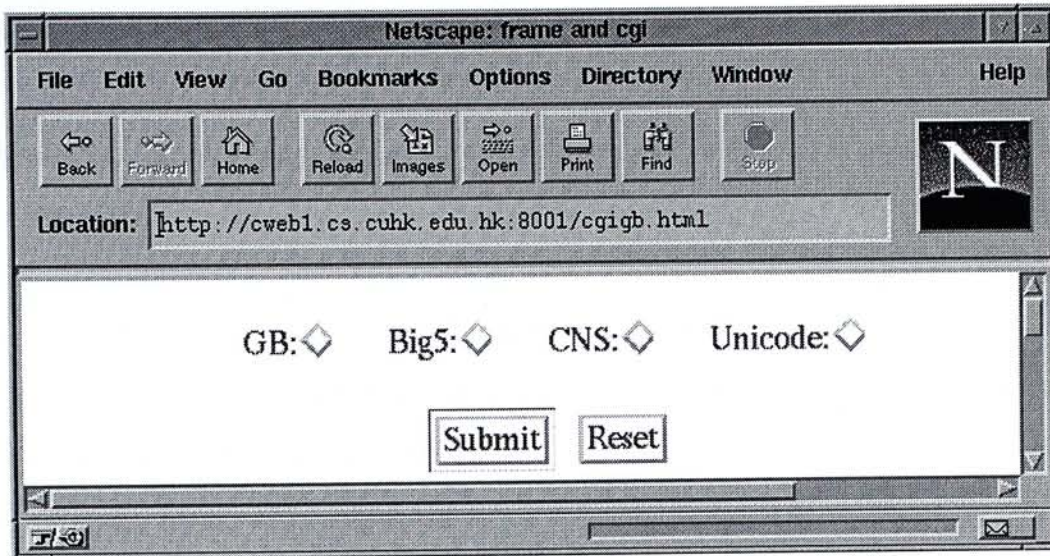 Netscape: frame and cgi
File Edit View Go Bookmarks Options Directory Window Help
Back Forward Home Reload Images Open Print Find Stop
N
Location: http://cweb1.cs.cuhk.edu.hk:8001/cgigb.html
GB: Big5: CNS: Unicode:
Submit Reset